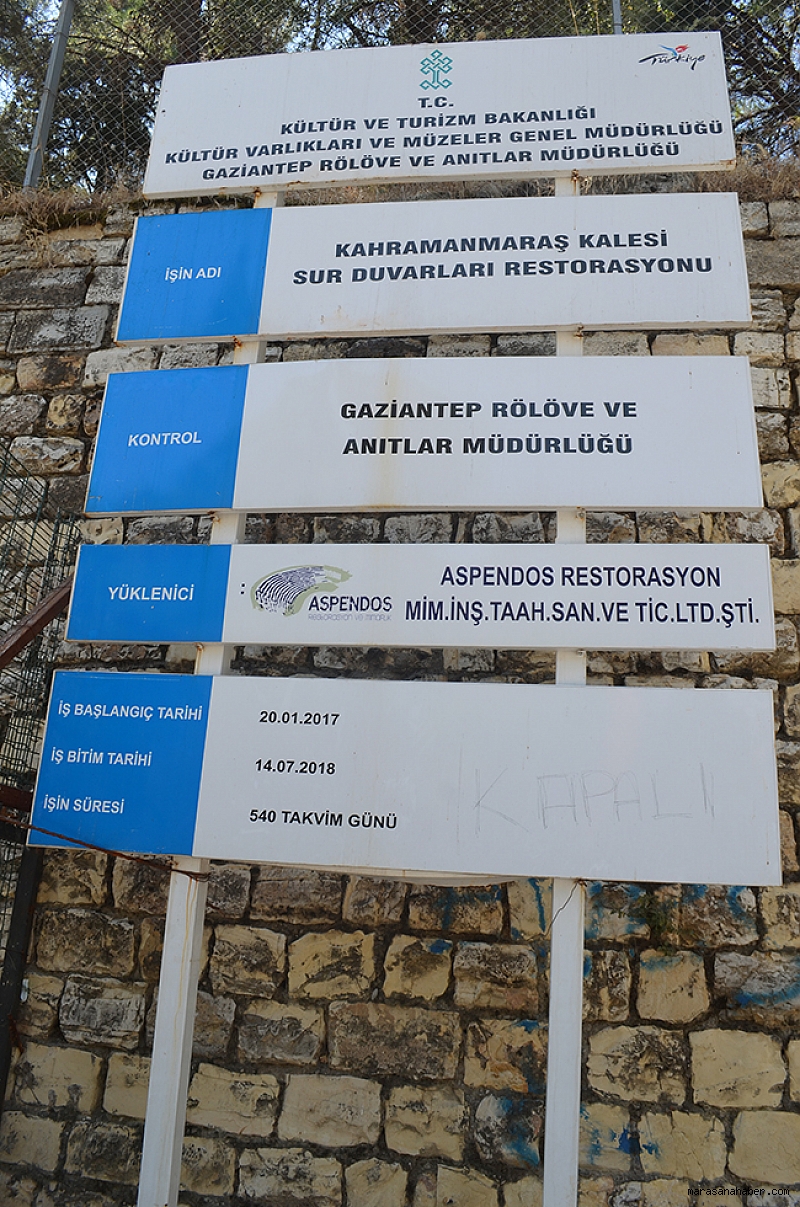 Türkiye
T.C.
KÜLTÜR VE TURİZM BAKANLIĞI
KÜLTÜR VARLIKLARI VE MÜZELER GENEL MÜDÜRLÜĞÜ
GAZİANTEP RÖLÖVE VE ANITLAR MÜDÜRLÜĞÜ
İŞİN ADI
KAHRAMANMARAŞ KALESİ
SUR DUVARLARI RESTORASYONU
KONTROL
GAZİANTEP RÖLÖVE VE
ANITLAR MÜDÜRLÜĞÜ
YÜKLENİCİ
:
ASPENDOS
ASPENDOS RESTORASYON
MİM.İNŞ.TAAH.SAN.VE TİC.LTD.ŞTİ.
İŞ BAŞLANGIÇ TARİHİ 20.01.2017
İŞ BİTİM TARİHİ 14.07.2018
İŞİN SÜRESİ 540 TAKVİM GÜNÜ
KAPALI
marasanahaber.com